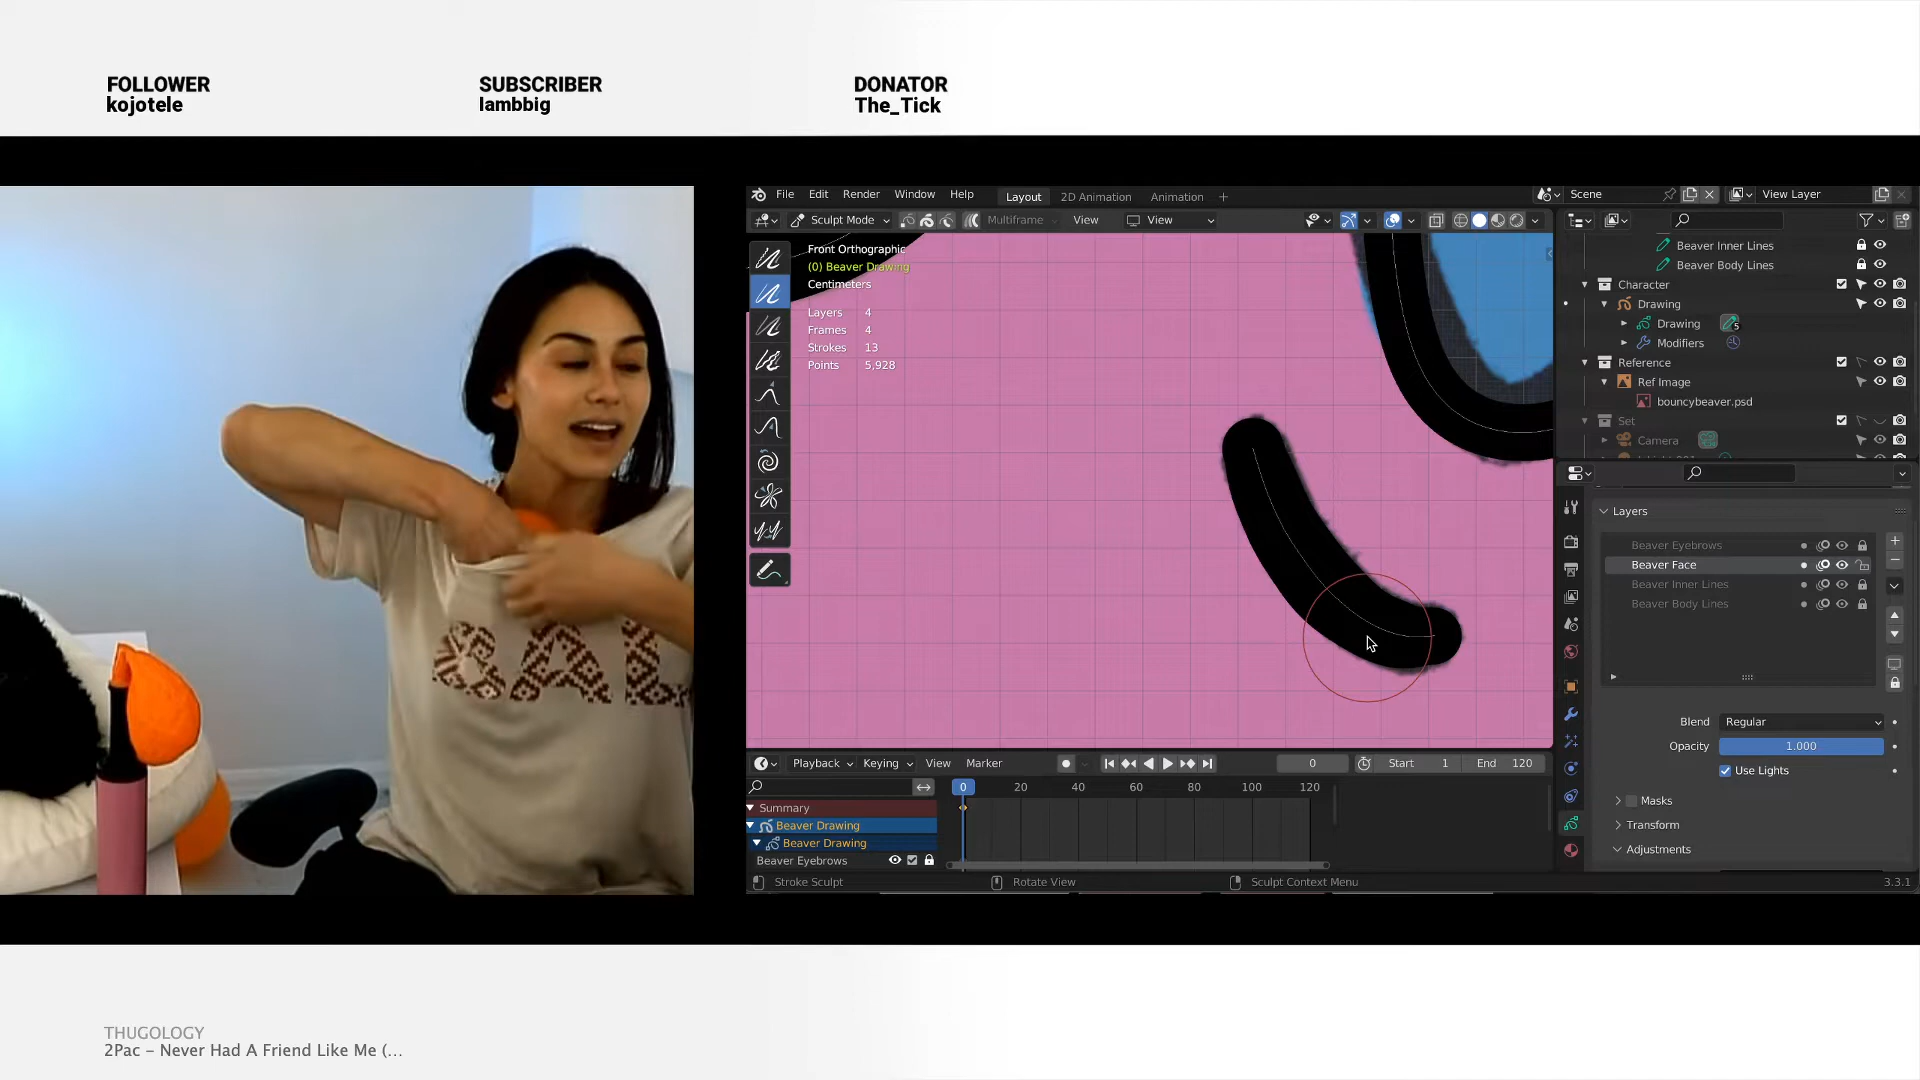 FOLLOWER
kojotele
SUBSCRIBER
lambbig
DONATOR
The_Tick
File Edit Render Window Help Layout 2D Animation Animation + Scene View Layer
Sculpt Mode Multiframe View View
Front Orthographic
(0) Beaver Drawing
Centimeters
Layers 4
Frames 4
Strokes 13
Points 5,928
Beaver Inner Lines
Beaver Body Lines
Character
Drawing
Drawing
5
Modifiers
Reference
Ref Image
bouncybeaver.psd
Set
Camera
Layers
Beaver Eyebrows
Beaver Face
Beaver Inner Lines
Beaver Body Lines
Blend Regular
Opacity 1.000
Use Lights
Masks
Transform
Adjustments
Playback Keying View Marker 0 Start 1 End 120
0 20 40 60 80 100 120
Summary
Beaver Drawing
Beaver Drawing
Beaver Eyebrows
Stroke Sculpt Rotate View Sculpt Context Menu 3.3.1
THUGOLOGY
2Pac – Never Had A Friend Like Me (...